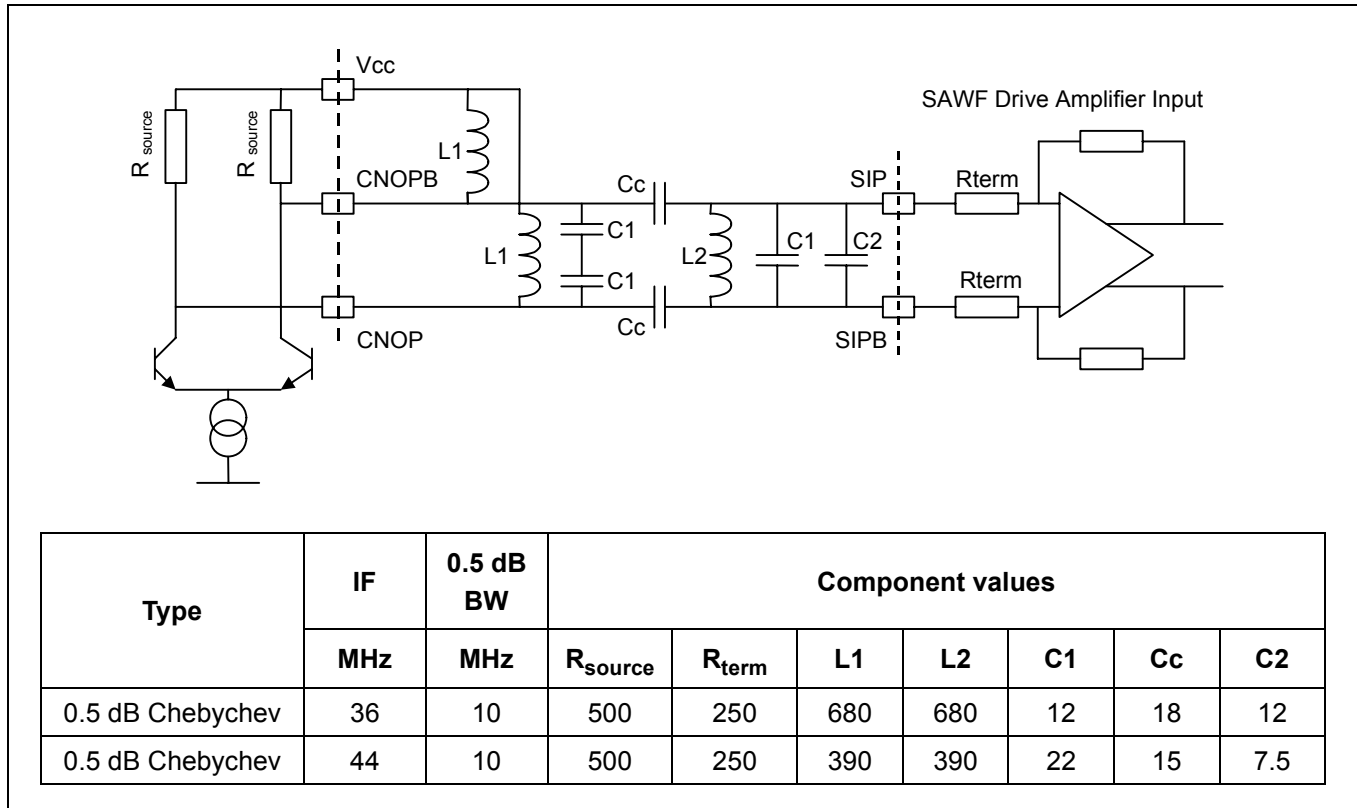 Vcc
SAWF Drive Amplifier Input
R source
R source
L1
CNOPB
Cc
SIP
Rterm
C1
L1
L2
C1
C2
C1
Rterm
CNOP
Cc
SIPB
Type IF 0.5 dB BW Component values
MHz MHz Rsource Rterm L1 L2 C1 Cc C2
0.5 dB Chebychev 36 10 500 250 680 680 12 18 12
0.5 dB Chebychev 44 10 500 250 390 390 22 15 7.5